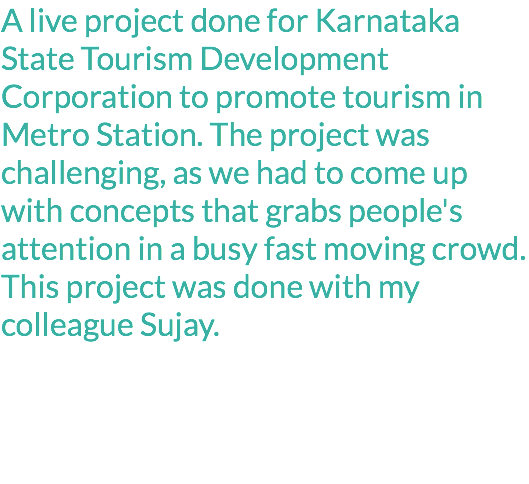 A live project done for Karnataka
State Tourism Development
Corporation to promote tourism in
Metro Station. The project was
challenging, as we had to come up
with concepts that grabs people's
attention in a busy fast moving crowd.
This project was done with my
colleague Sujay.